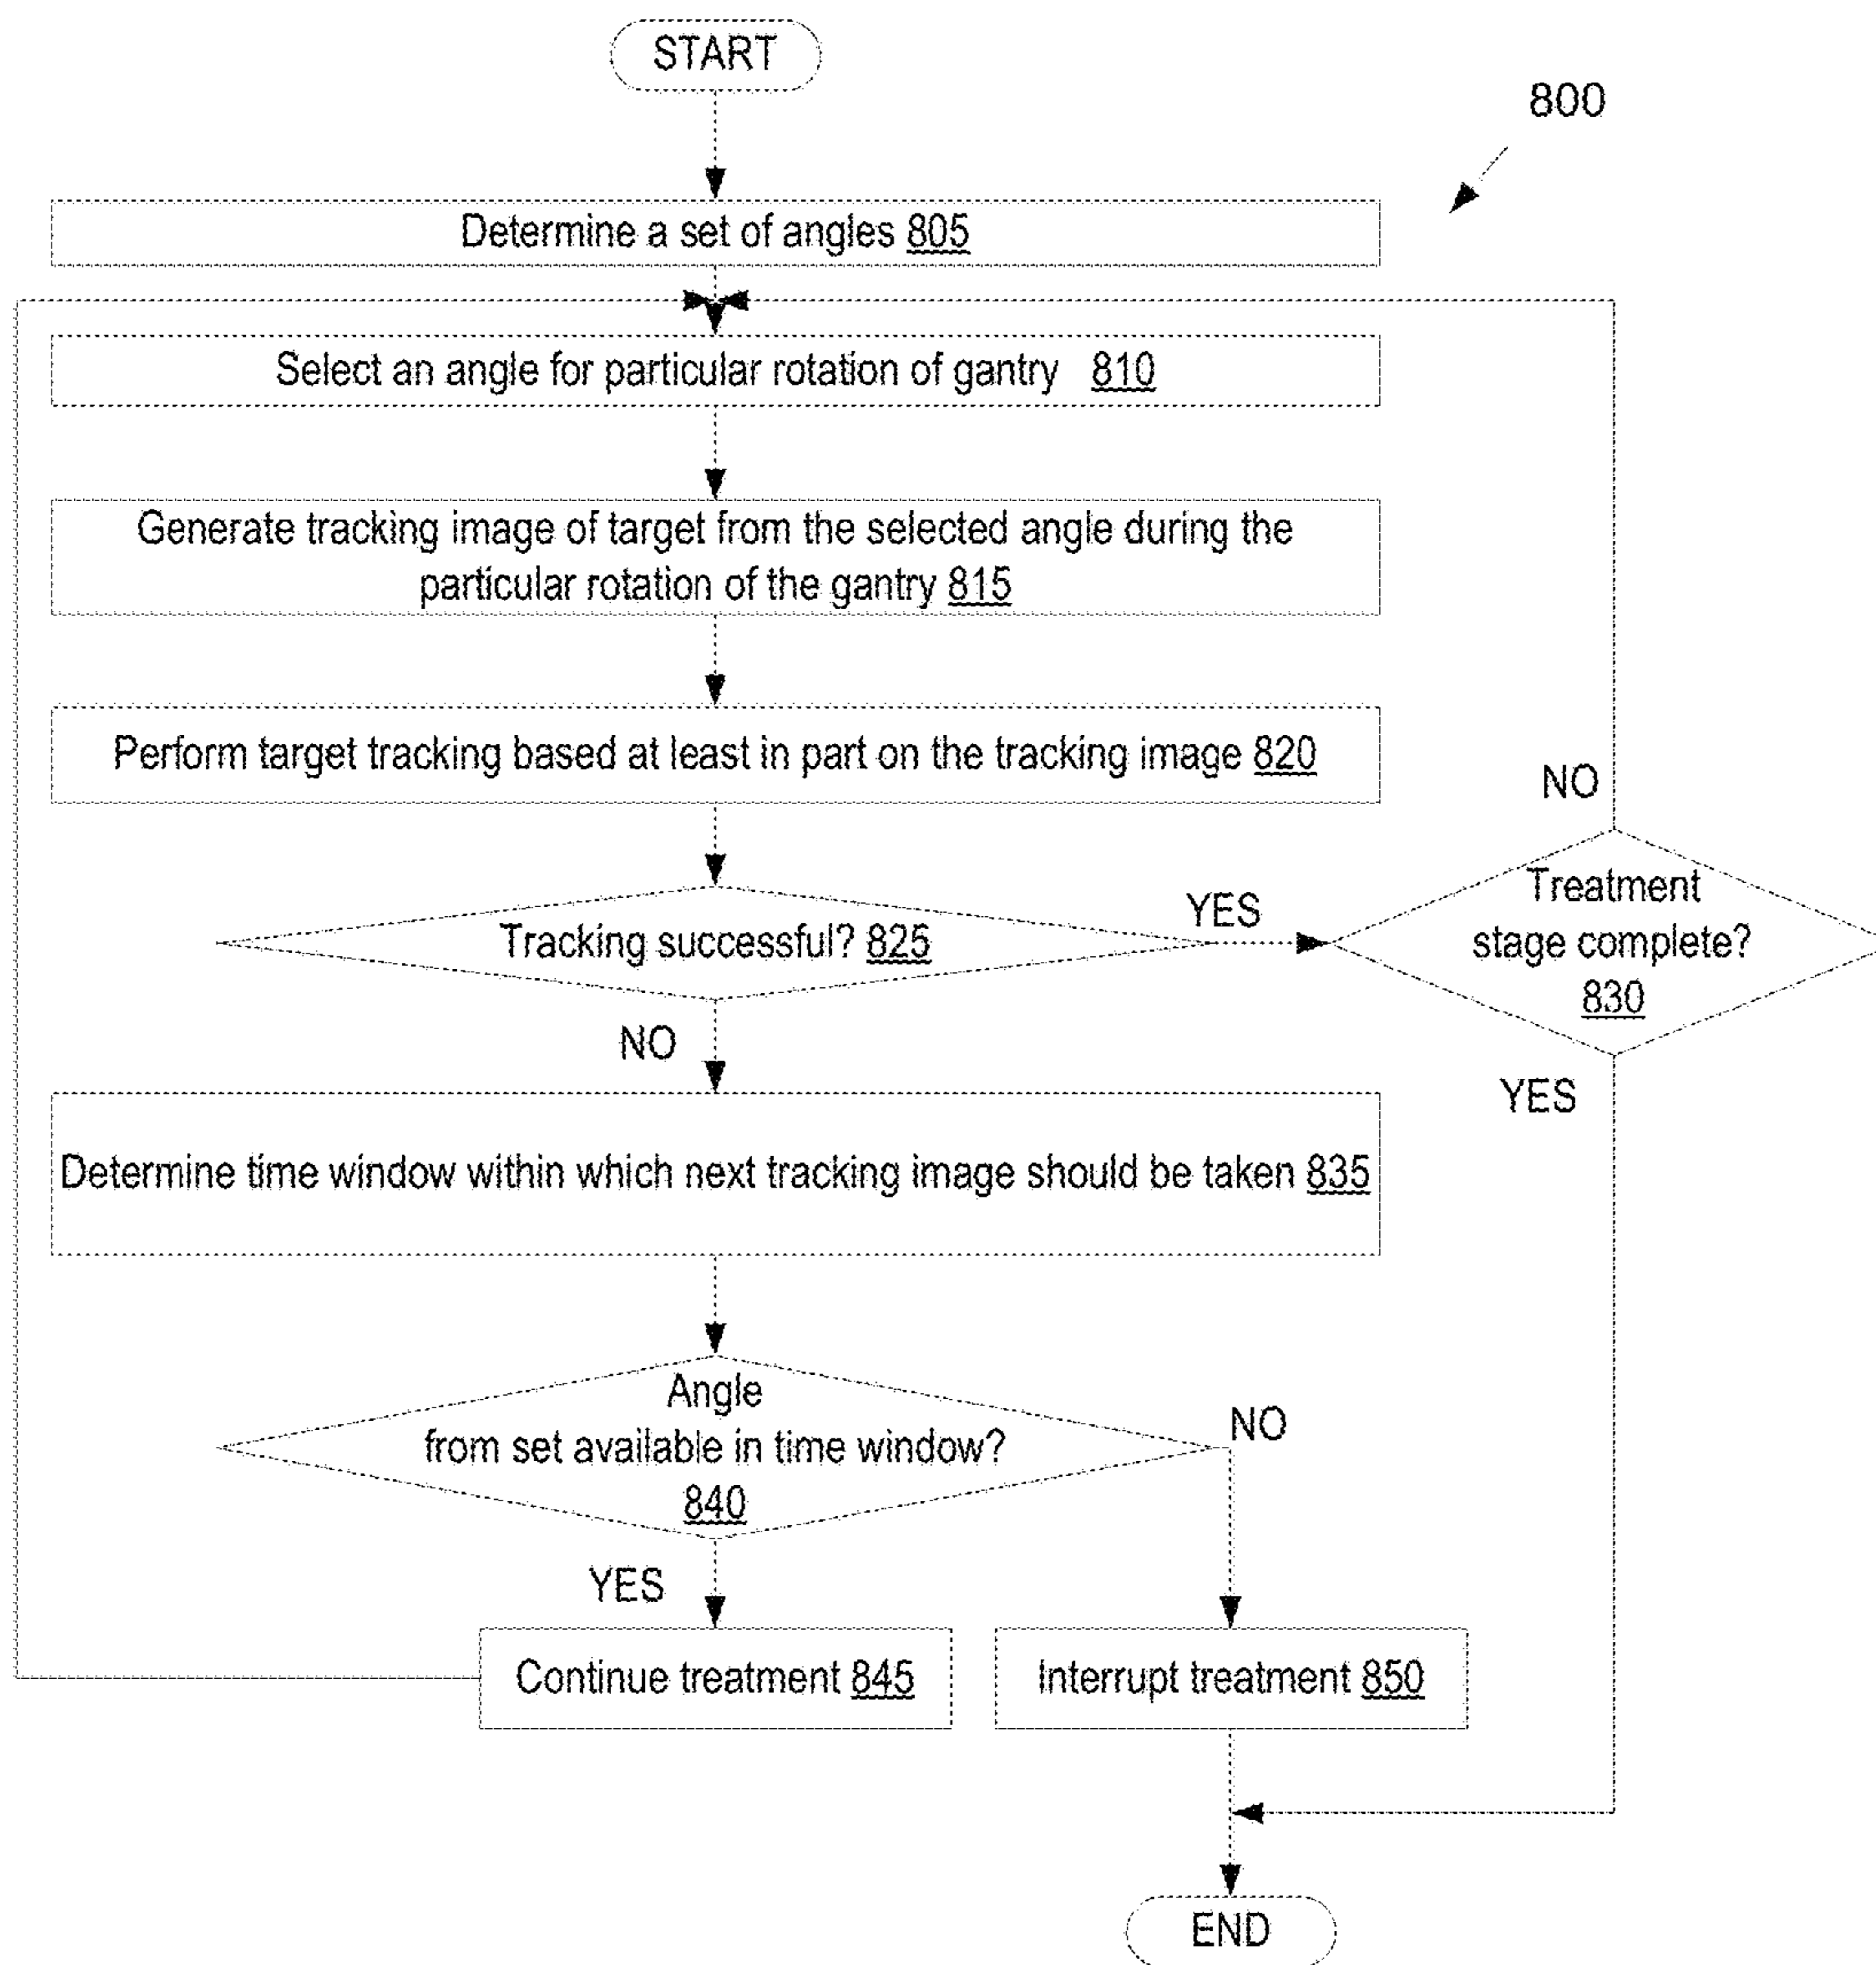 START
800
Determine a set of angles 805
Select an angle for particular rotation of gantry 810
Generate tracking image of target from the selected angle during the
particular rotation of the gantry 815
Perform target tracking based at least in part on the tracking image 820
NO
Tracking successful? 825
YES
Treatment
stage complete?
830
NO
YES
Determine time window within which next tracking image should be taken 835
Angle
from set available in time window?
840
NO
YES
Continue treatment 845
Interrupt treatment 850
END